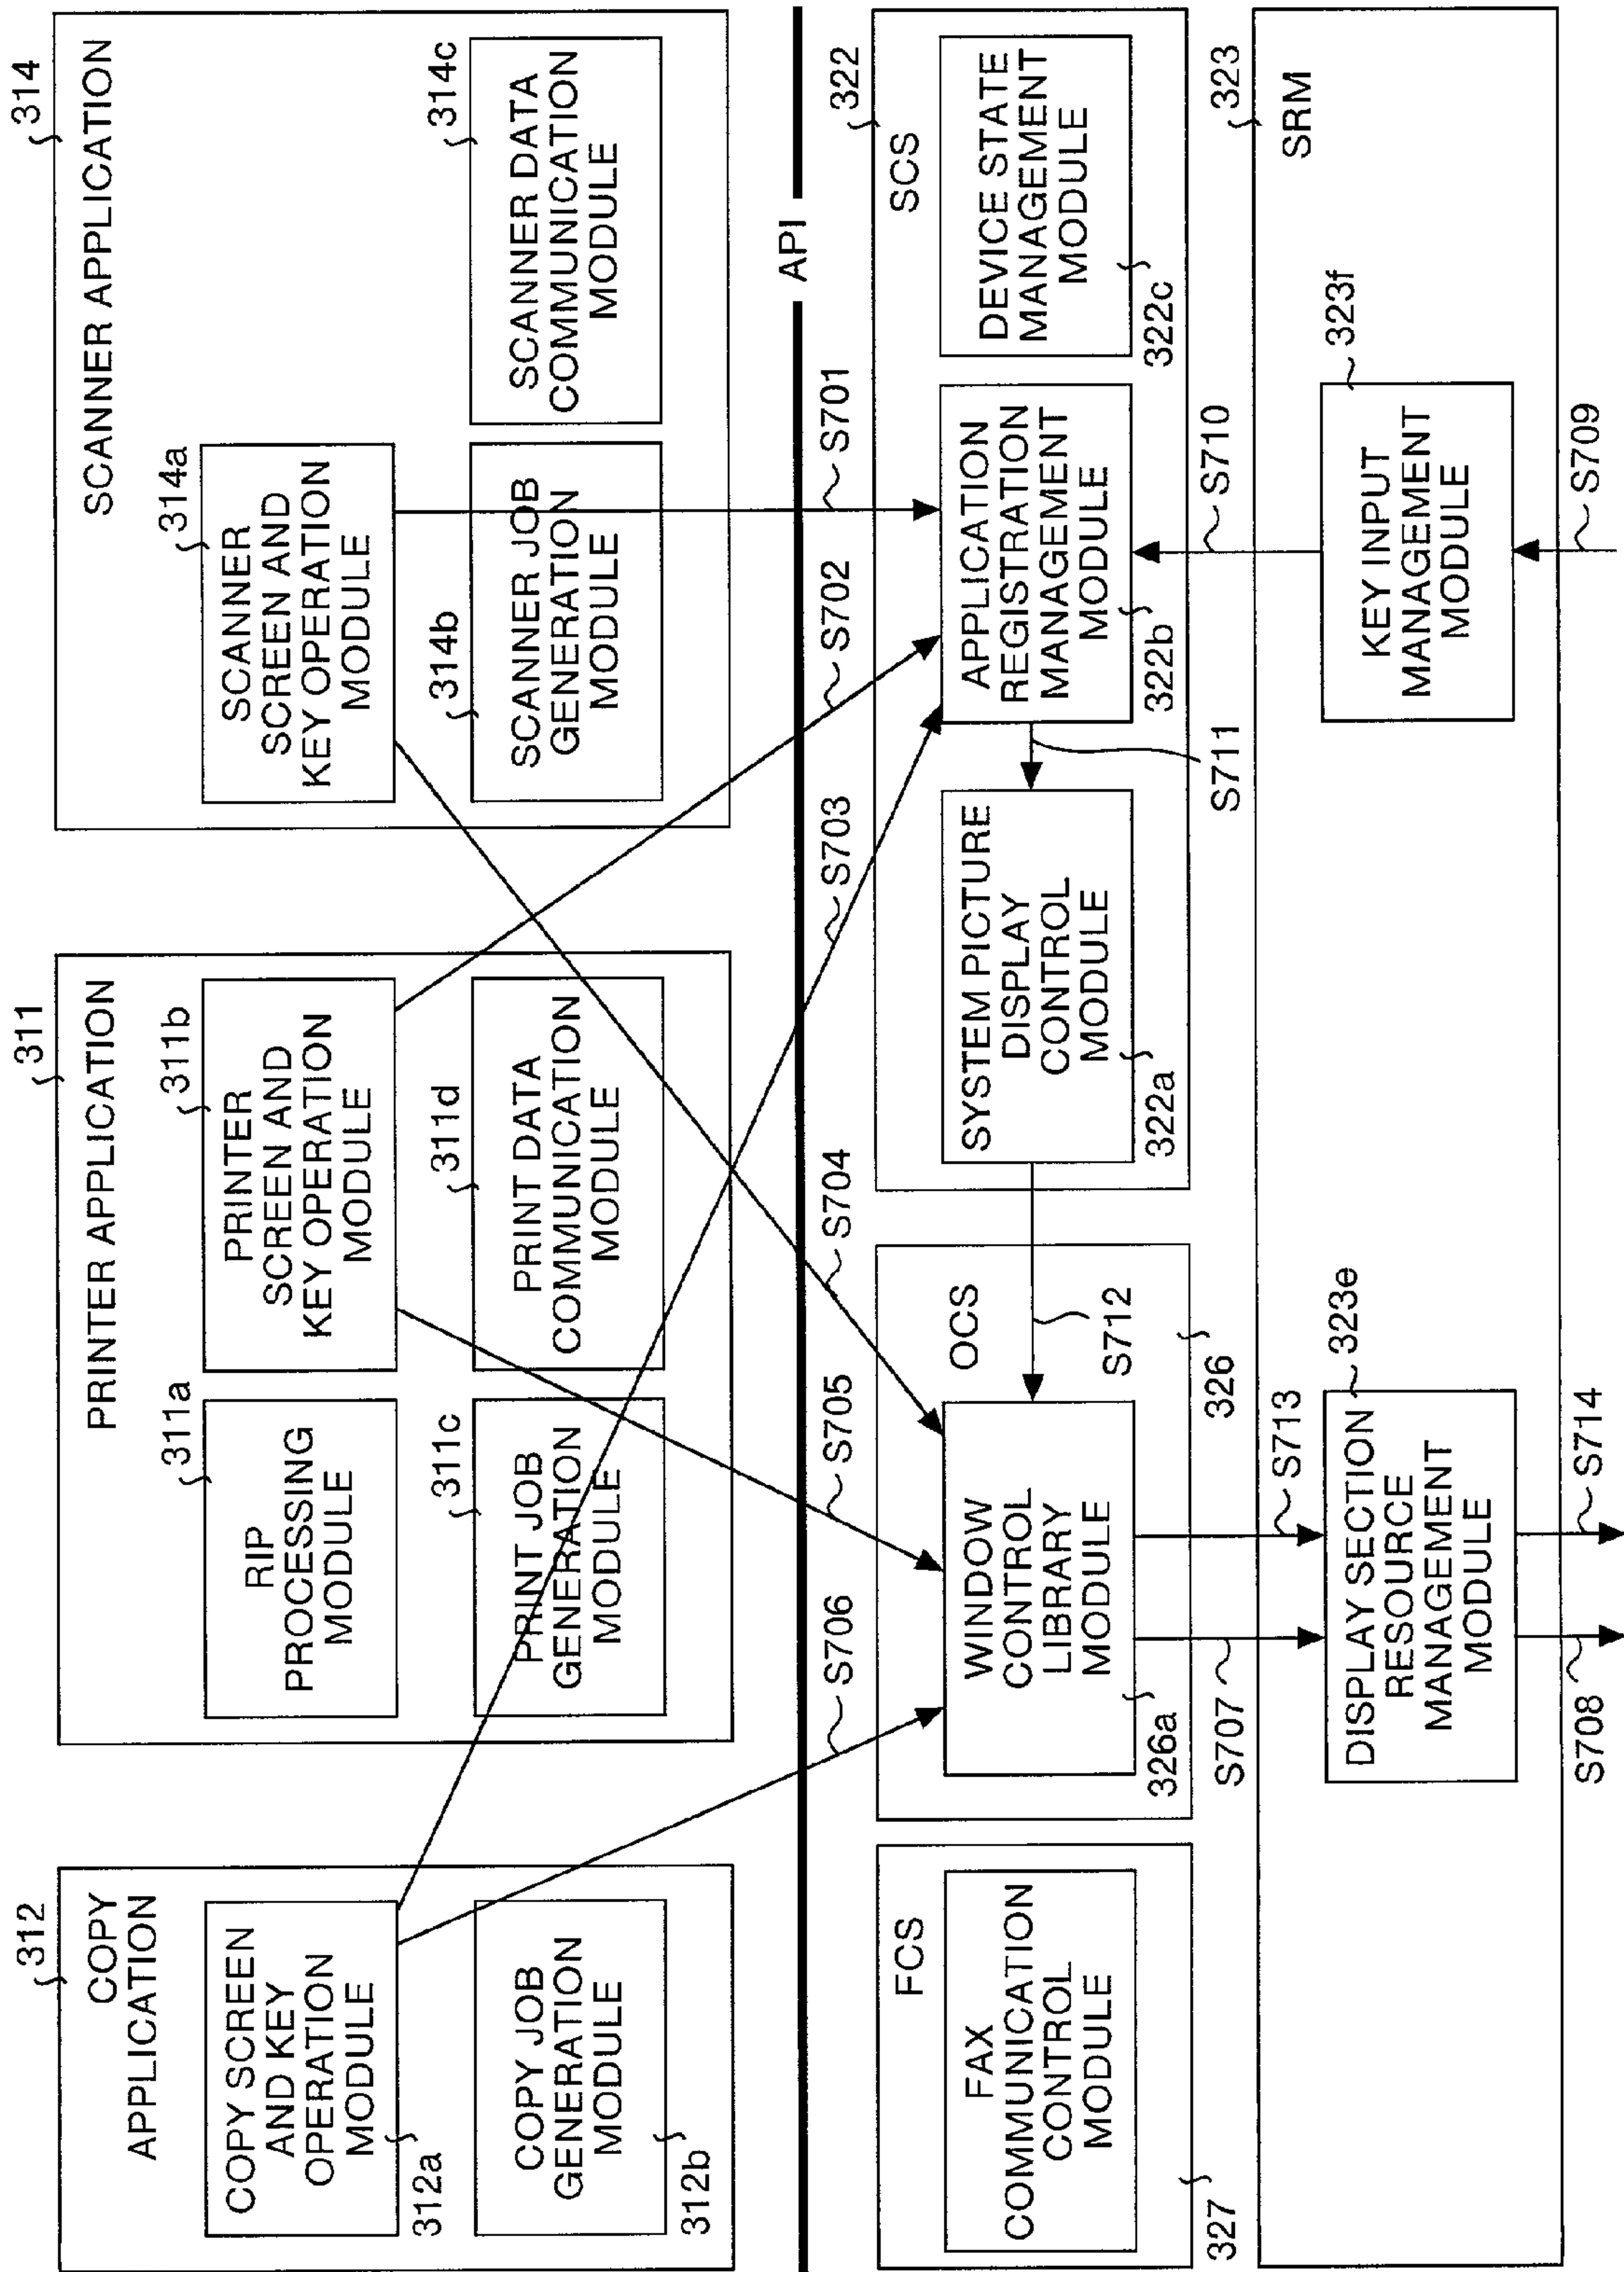 312
COPY
APPLICATION
COPY SCREEN
AND KEY
OPERATION
MODULE
312a
COPY JOB
GENERATION
MODULE
312b
311
PRINTER APPLICATION
311a
RIP
PROCESSING
MODULE
311b
PRINTER
SCREEN AND
KEY OPERATION
MODULE
311c
PRINT JOB
GENERATION
MODULE
311d
PRINT DATA
COMMUNICATION
MODULE
314
SCANNER APPLICATION
314a
SCANNER
SCREEN AND
KEY OPERATION
MODULE
314b
SCANNER JOB
GENERATION
MODULE
314c
SCANNER DATA
COMMUNICATION
MODULE
API
S706
S705
S704
S703
S702
S701
FCS
FAX
COMMUNICATION
CONTROL
MODULE
327
OCS
WINDOW
CONTROL
LIBRARY
MODULE
326a
S712
326
322
SCS
SYSTEM PICTURE
DISPLAY
CONTROL
MODULE
322a
APPLICATION
REGISTRATION
MANAGEMENT
MODULE
322b
DEVICE STATE
MANAGEMENT
MODULE
322c
S707
S713
S711
S710
323
SRM
323e
DISPLAY SECTION
RESOURCE
MANAGEMENT
MODULE
323f
KEY INPUT
MANAGEMENT
MODULE
S708
S714
S709